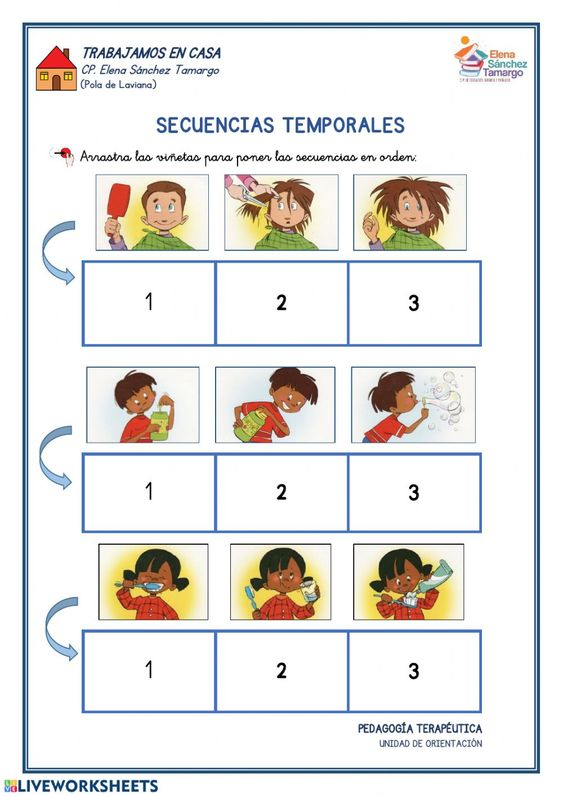 TRABAJAMOS EN CASA
CP. Elena Sánchez Tamargo
(Pola de Laviana)
Elena
Sánchez
Tamargo
SECUENCIAS TEMPORALES
Arrastra las viñetas para poner las secuencias en orden:
1 2 3
1 2 3
1 2 3
PEDAGOGÍA TERAPÉUTICA
UNIDAD DE ORIENTACIÓN
LIVEWORKSHEETS